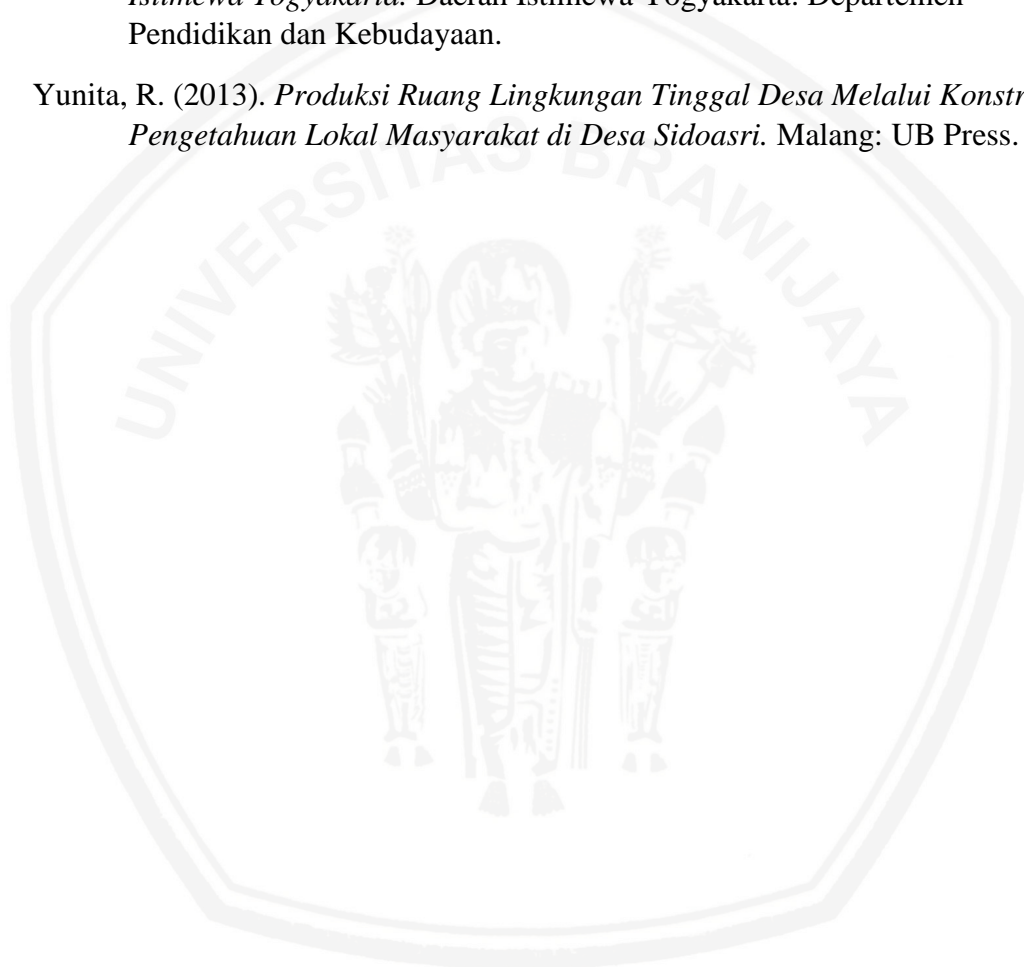 Istimewa Yogyakarta. Daerah Istimewa Yogyakarta: Departemen
Pendidikan dan Kebudayaan.
Yunita, R. (2013). Produksi Ruang Lingkungan Tinggal Desa Melalui Konstr
Pengetahuan Lokal Masyarakat di Desa Sidoasri. Malang: UB Press.
UNIVERSITAS BRAWIJAYA